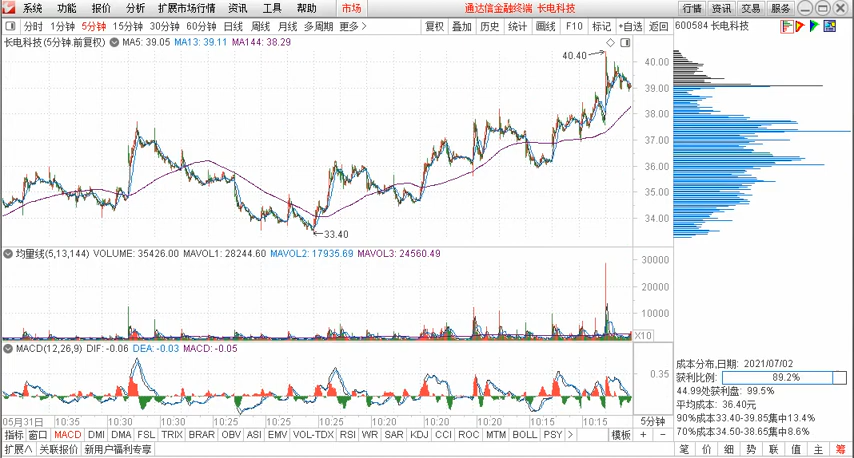 系统 功能 报价 分析 扩展市场行情 资讯 工具 帮助 市场 通达信金融终端 长电科技 行情 资讯 交易 服务
分时 1分钟 5分钟 15分钟 30分钟 60分钟 日线 周线 月线 多周期 更多> 复权 叠加 历史 统计 画线 F10 标记 +自选 返回 600584 长电科技
长电科技(5分钟 前复权) MA5: 39.05 MA13: 39.11 MA144: 38.29
40.40
40.00
39.00
38.00
37.00
36.00
35.00
34.00
33.40
均量线(5,13,144) VOLUME: 35426.00 MAVOL1: 28244.60 MAVOL2: 17935.69 MAVOL3: 24560.49
30000
20000
10000
X10
MACD(12,26,9) DIF: -0.06 DEA: -0.03 MACD: -0.05
0.35
成本分布,日期: 2021/07/02
获利比例: 89.2%
44.99处获利盘: 99.5%
平均成本: 36.40元
90%成本33.40-39.85集中13.4%
70%成本34.50-38.65集中8.6%
05月31日 10:35 10:30 10:30 10:25 10:25 10:20 10:20 10:20 10:15 10:15 10:15 5分钟
指标 窗口 MACD DMI DMA FSL TRIX BRAR OBV ASI EMV VOL-TDX RSI WR SAR KDJ CCI ROC MTM BOLL PSY > 模板 + -
扩展∧ 关联报价 新用户福利专享 笔 价 细 势 联 值 主 筹